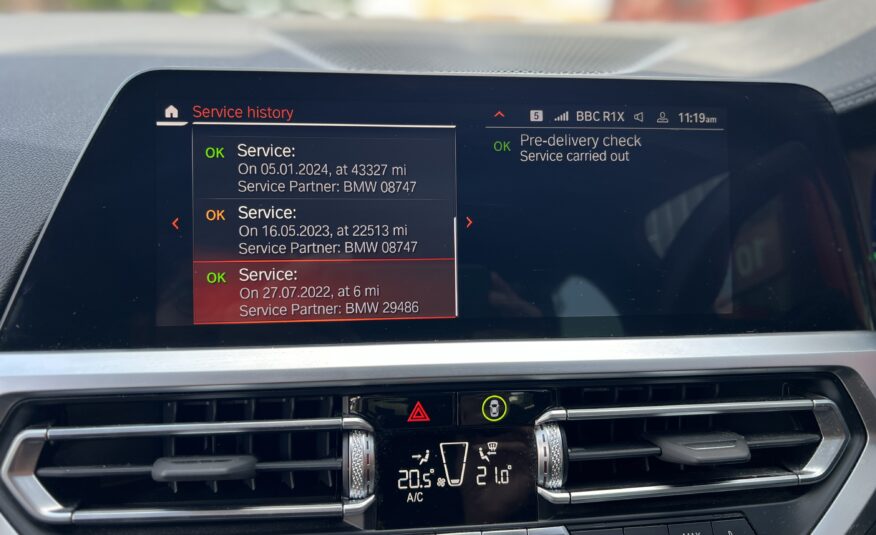 Service history
5 BBC R1X 11:19am
OK Service:
On 05.01.2024, at 43327 mi
Service Partner: BMW 08747
OK Service:
On 16.05.2023, at 22513 mi
Service Partner: BMW 08747
OK Service:
On 27.07.2022, at 6 mi
Service Partner: BMW 29486
OK Pre-delivery check
Service carried out
20.5° 21.0°
A/C
MAX